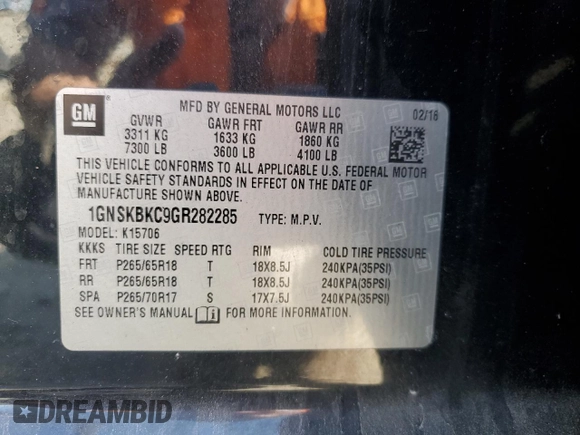 GM
MFD BY GENERAL MOTORS LLC 02/16
GVWR GAWR FRT GAWR RR
3311 KG 1633 KG 1860 KG
7300 LB 3600 LB 4100 LB
THIS VEHICLE CONFORMS TO ALL APPLICABLE U.S. FEDERAL MOTOR
VEHICLE SAFETY STANDARDS IN EFFECT ON THE DATE OF
MANUFACTURE SHOWN ABOVE.
1GNSKBKC9GR282285 TYPE: M.P.V.
MODEL: K15706
KKKS TIRE SIZE SPEED RTG RIM COLD TIRE PRESSURE
FRT P265/65R18 T 18X8.5J 240KPA(35PSI)
RR P265/65R18 T 18X8.5J 240KPA(35PSI)
SPA P265/70R17 S 17X7.5J 240KPA(35PSI)
SEE OWNER'S MANUAL FOR MORE INFORMATION.
DREAMBID